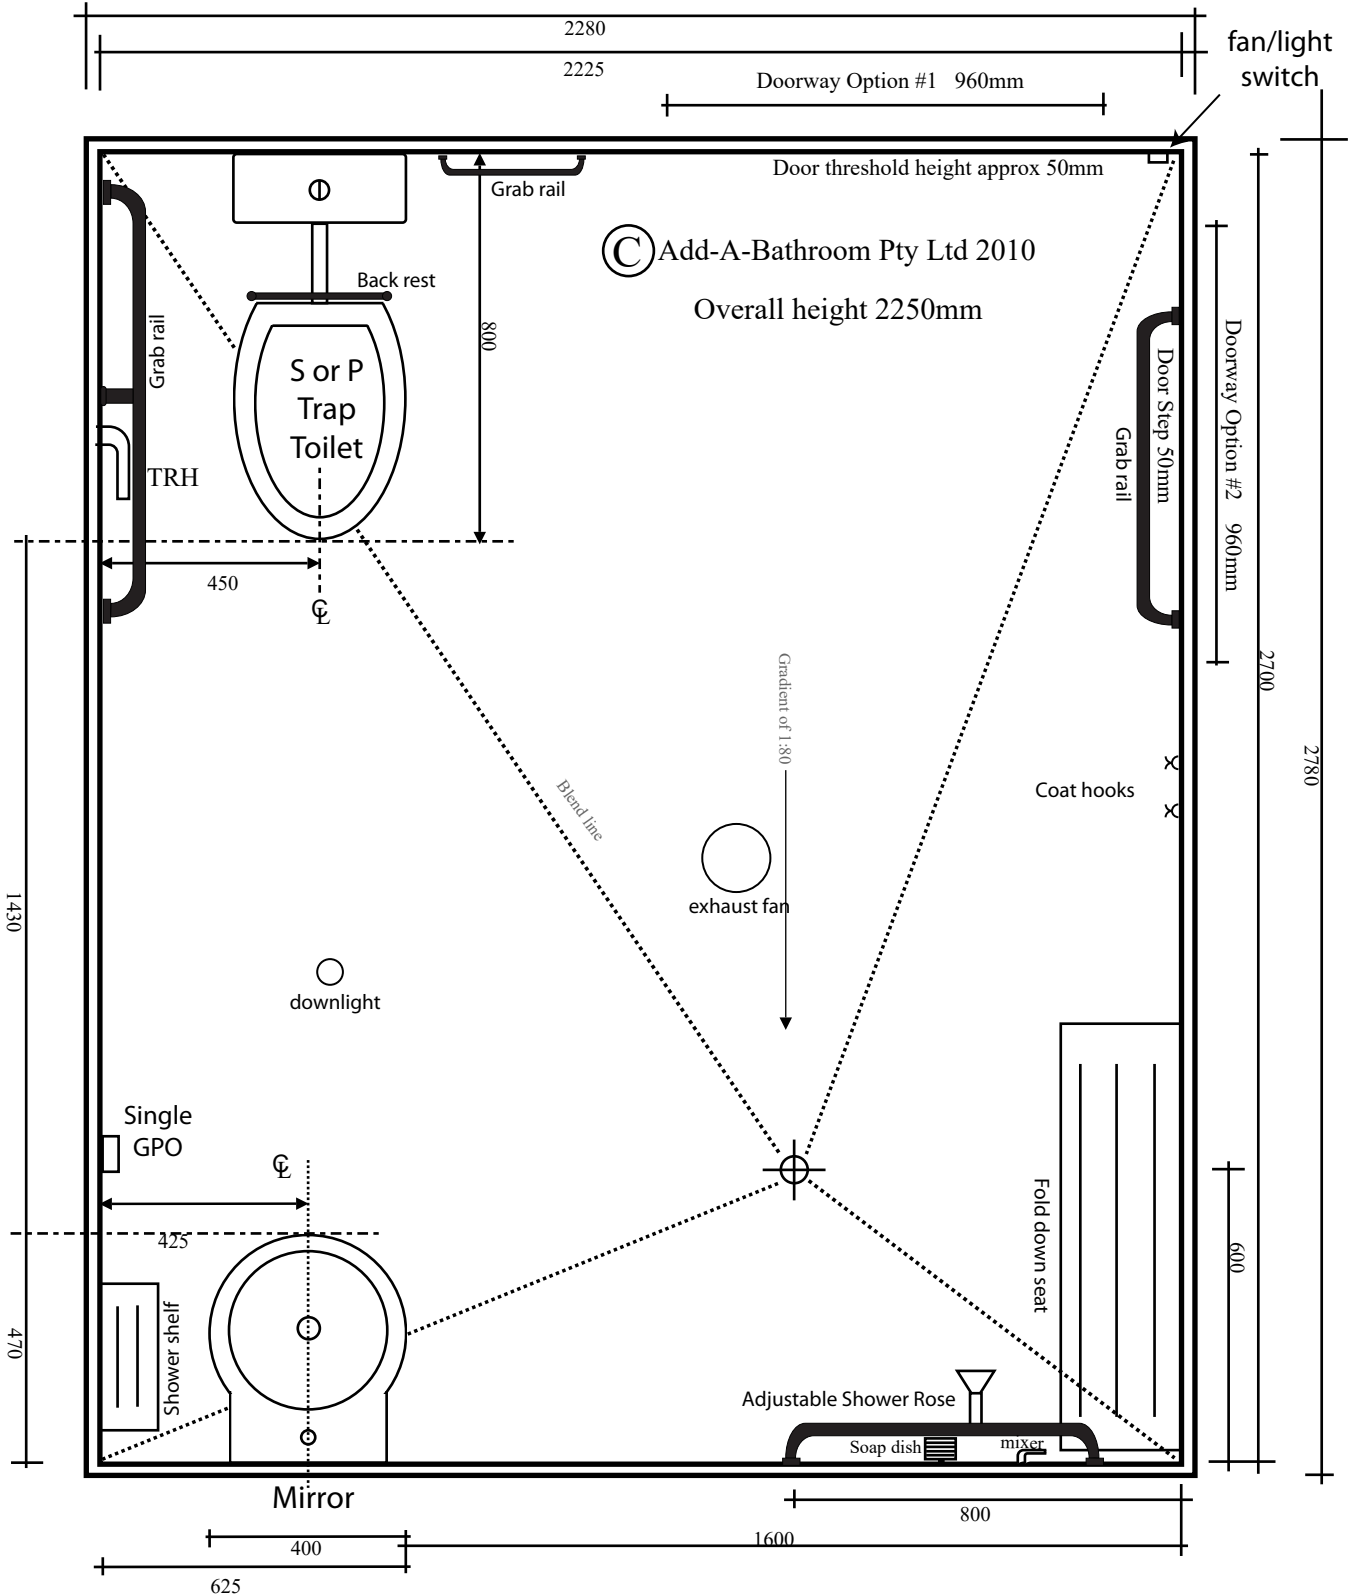 2280
2225
fan/light
switch
Doorway Option #1 960mm
Door threshold height approx 50mm
Grab rail
C Add-A-Bathroom Pty Ltd 2010
Overall height 2250mm
Back rest
Grab rail
800
S or P
Trap
Toilet
TRH
450
CL
Door Step 50mm
Grab rail
Doorway Option #2 960mm
2700
2780
Gradient of 1:80
Blend line
Coat hooks
exhaust fan
downlight
1430
Single
GPO
CL
425
470
Shower shelf
Fold down seat
600
Adjustable Shower Rose
Soap dish
mixer
Mirror
800
1600
400
625